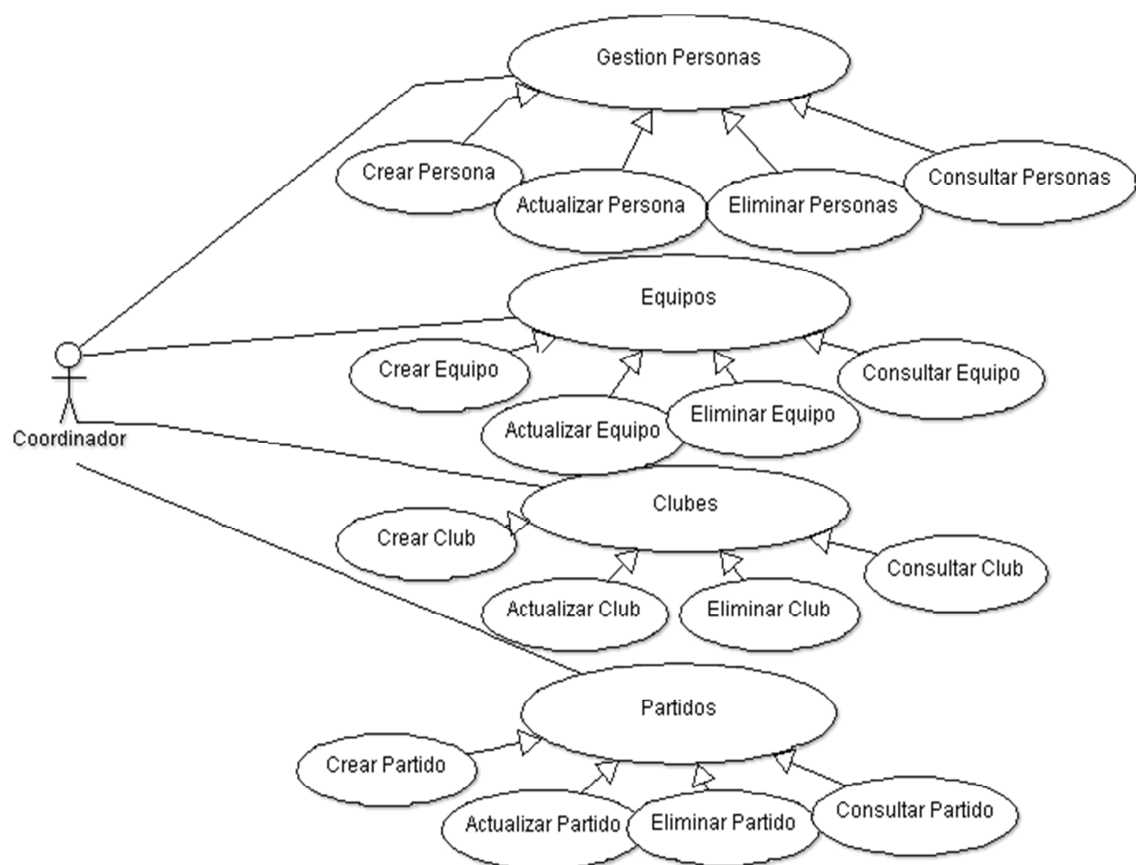 Gestion Personas
Crear Persona
Actualizar Persona
Eliminar Personas
Consultar Personas
Equipos
Crear Equipo
Actualizar Equipo
Eliminar Equipo
Consultar Equipo
Coordinador
Clubes
Crear Club
Actualizar Club
Eliminar Club
Consultar Club
Partidos
Crear Partido
Actualizar Partido
Eliminar Partido
Consultar Partido